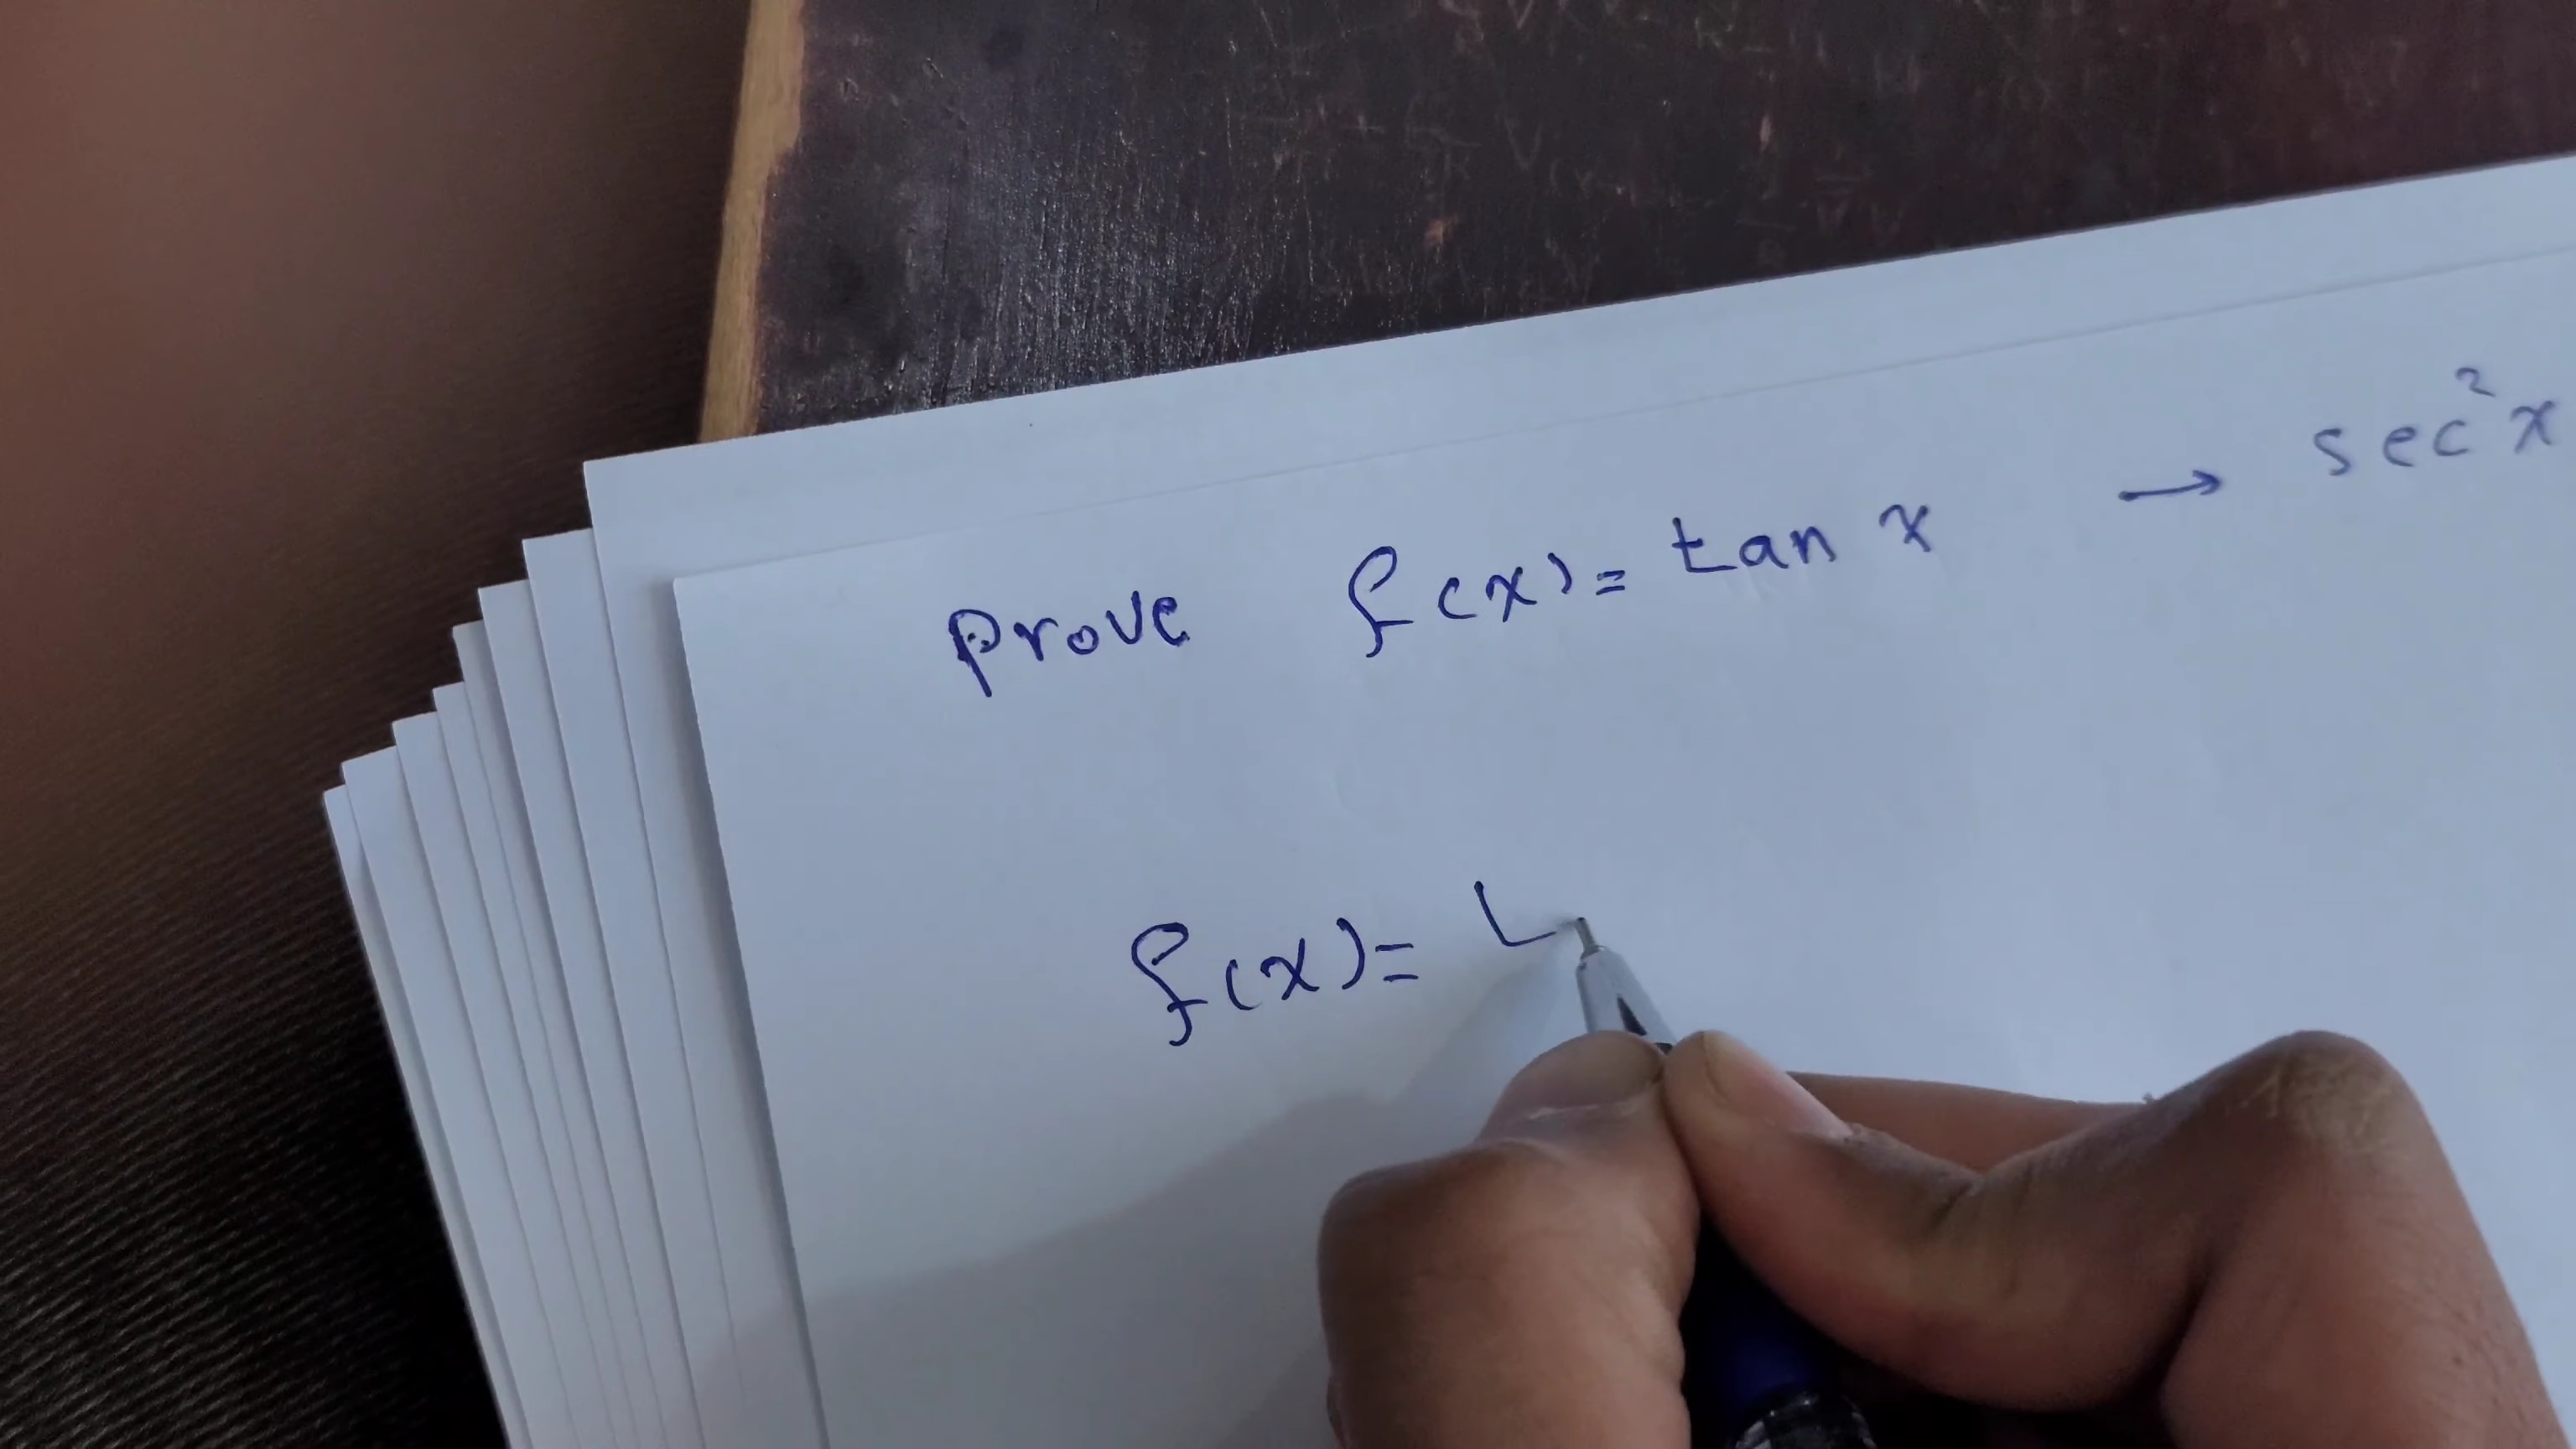 prove f(x) = tan x → sec²x
f(x) =